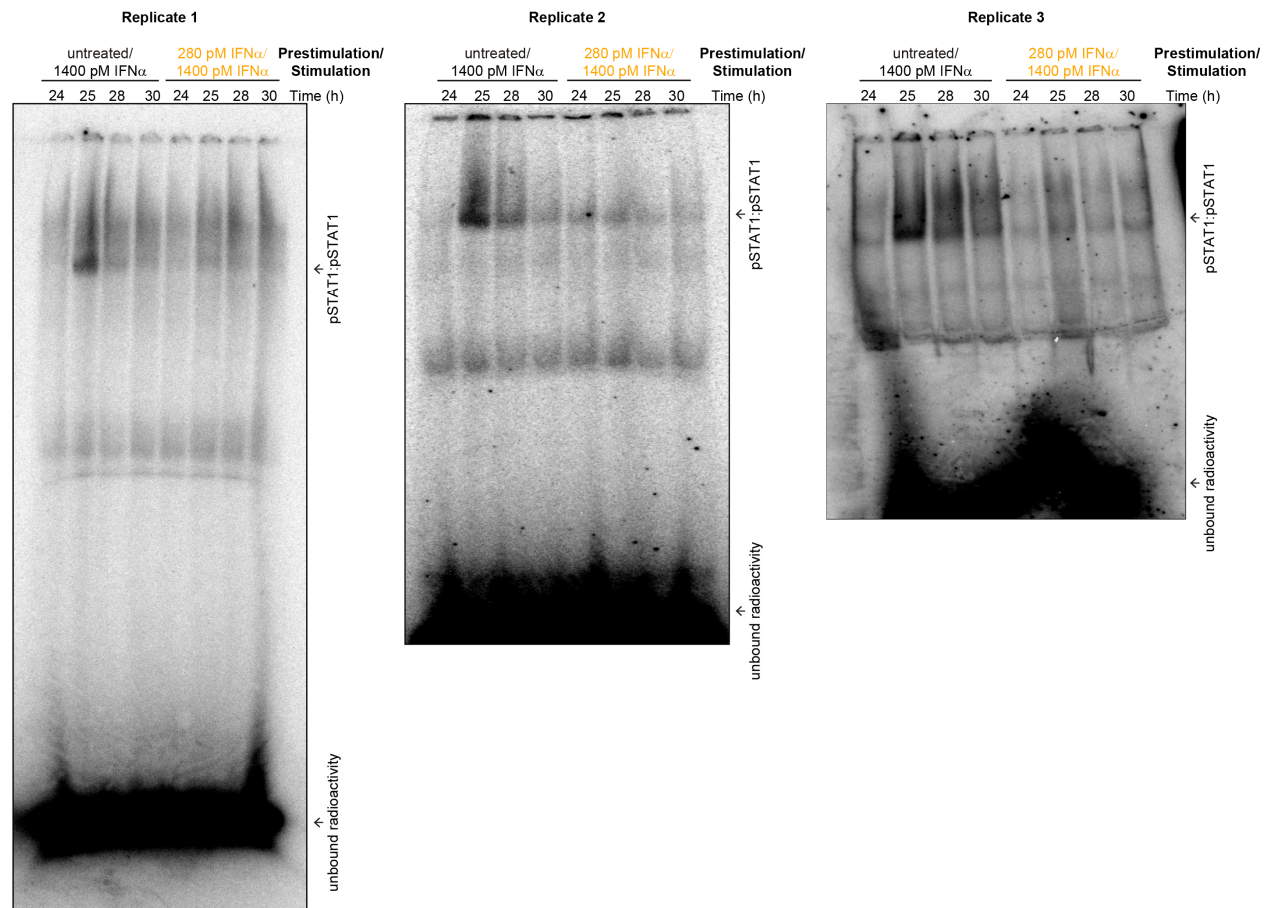 Replicate 1
untreated/
1400 pM IFNα
280 pM IFNα/
1400 pM IFNα
Prestimulation/
Stimulation
24 25 28 30 24 25 28 30 Time (h)
pSTAT1:pSTAT1
unbound radioactivity
Replicate 2
untreated/
1400 pM IFNα
280 pM IFNα/
1400 pM IFNα
Prestimulation/
Stimulation
24 25 28 30 24 25 28 30 Time (h)
pSTAT1:pSTAT1
unbound radioactivity
Replicate 3
untreated/
1400 pM IFNα
280 pM IFNα/
1400 pM IFNα
Prestimulation/
Stimulation
24 25 28 30 24 25 28 30 Time (h)
pSTAT1:pSTAT1
unbound radioactivity